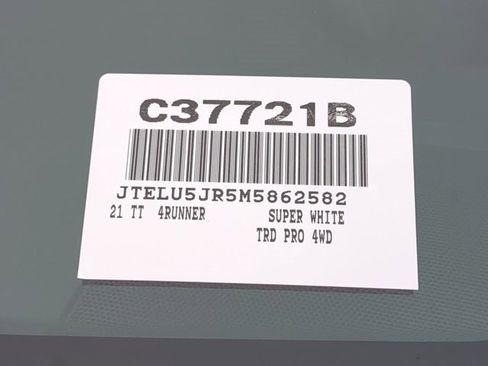 C37721B
JTELU5JR5M5862582
21 TT 4RUNNER SUPER WHITE
TRD PRO 4WD